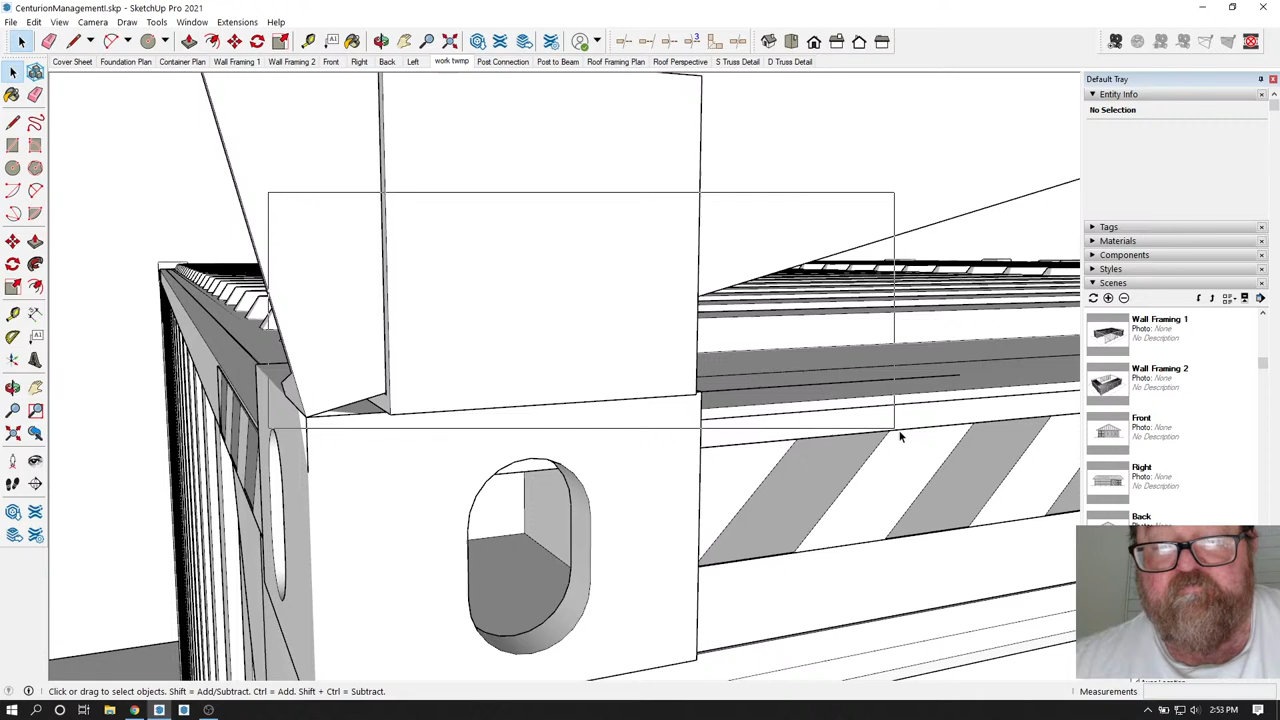 CenturionManagementI.skp - SketchUp Pro 2021
File Edit View Camera Draw Tools Window Extensions Help
3
Cover Sheet Foundation Plan Container Plan Wall Framing 1 Wall Framing 2 Front Right Back Left work twmp Post Connection Post to Beam Roof Framing Plan Roof Perspective S Truss Detail D Truss Detail
Default Tray
Entity Info
No Selection
Tags
Materials
Components
Styles
Scenes
Wall Framing 1
Photo: None
No Description
Wall Framing 2
Photo: None
No Description
Front
Photo: None
No Description
Right
Photo: None
No Description
Back
Click or drag to select objects. Shift = Add/Subtract. Ctrl = Add. Shift + Ctrl = Subtract.
Measurements
2:53 PM